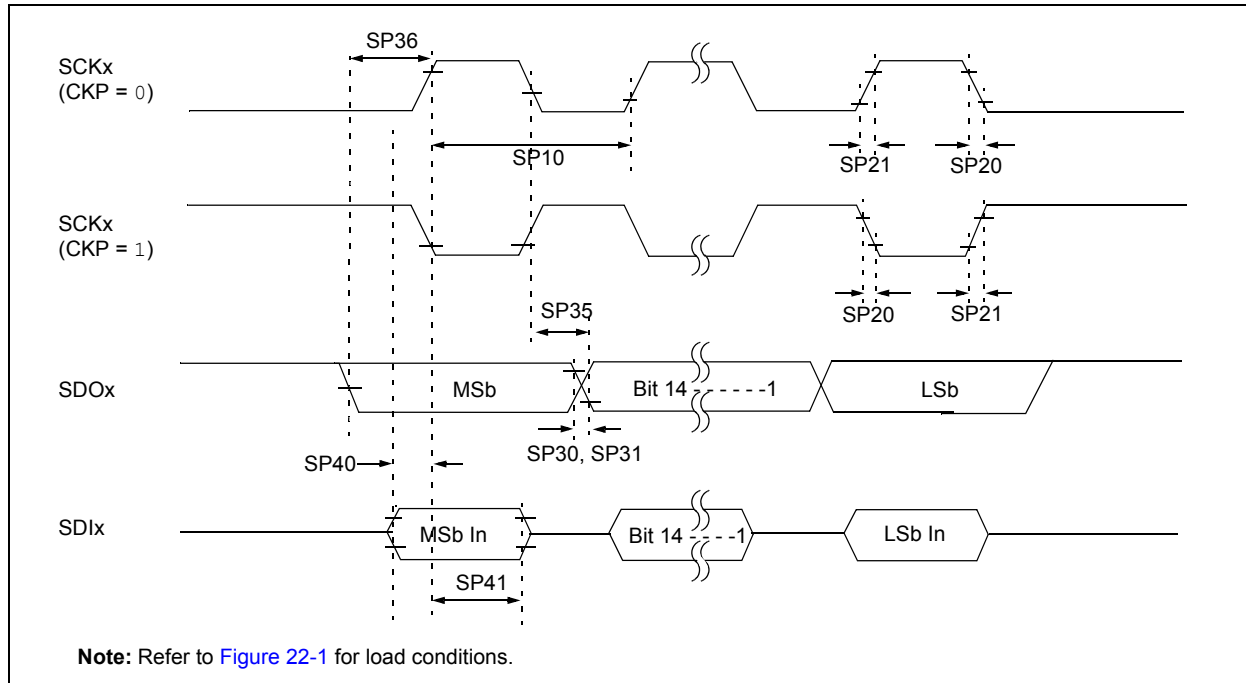 SP36
SCKx
(CKP = 0)
SP10
SP21
SP20
SCKx
(CKP = 1)
SP35
SP20
SP21
SDOx
MSb
Bit 14 - - - - - -1
LSb
SP30, SP31
SP40
SDIx
MSb In
Bit 14 - - - - -1
LSb In
SP41
Note: Refer to Figure 22-1 for load conditions.